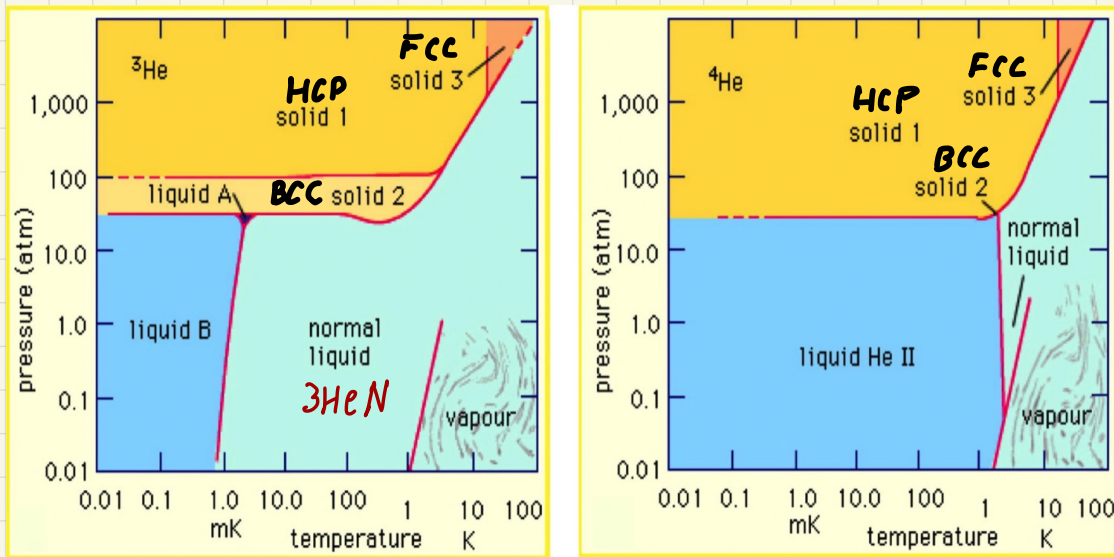 ³He
FCC
solid 3
HCP
solid 1
liquid A
BCC solid 2
liquid B
normal
liquid
3HeN
vapour
pressure (atm)
1,000
100
10.0
1.0
0.1
0.01
0.01 0.1 1.0 10.0 100 1 10 100
mK
temperature
K
⁴He
FCC
solid 3
HCP
solid 1
BCC
solid 2
normal
liquid
liquid He II
vapour
pressure (atm)
1,000
100
10.0
1.0
0.1
0.01
0.01 0.1 1.0 10.0 100 1 10 100
mK
temperature
K